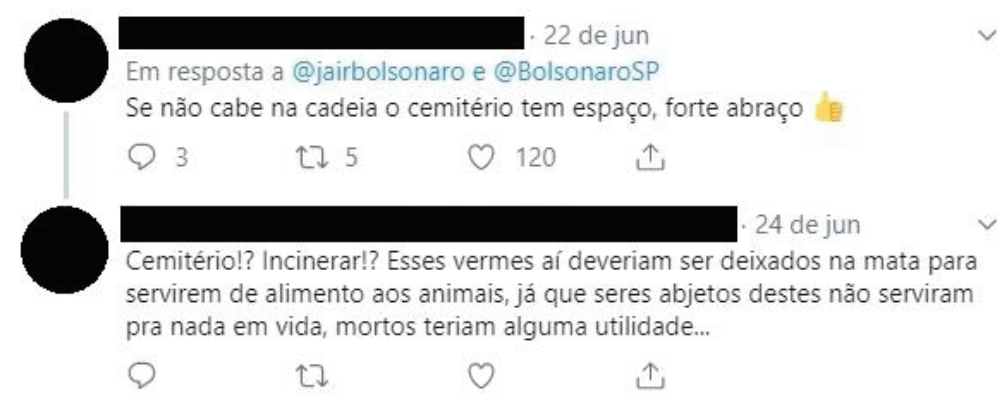 · 22 de jun
Em resposta a @jairbolsonaro e @BolsonaroSP
Se não cabe na cadeia o cemitério tem espaço, forte abraço 👍
3 5 120
· 24 de jun
Cemitério!? Incinerar!? Esses vermes aí deveriam ser deixados na mata para
servirem de alimento aos animais, já que seres abjetos destes não serviram
pra nada em vida, mortos teriam alguma utilidade...